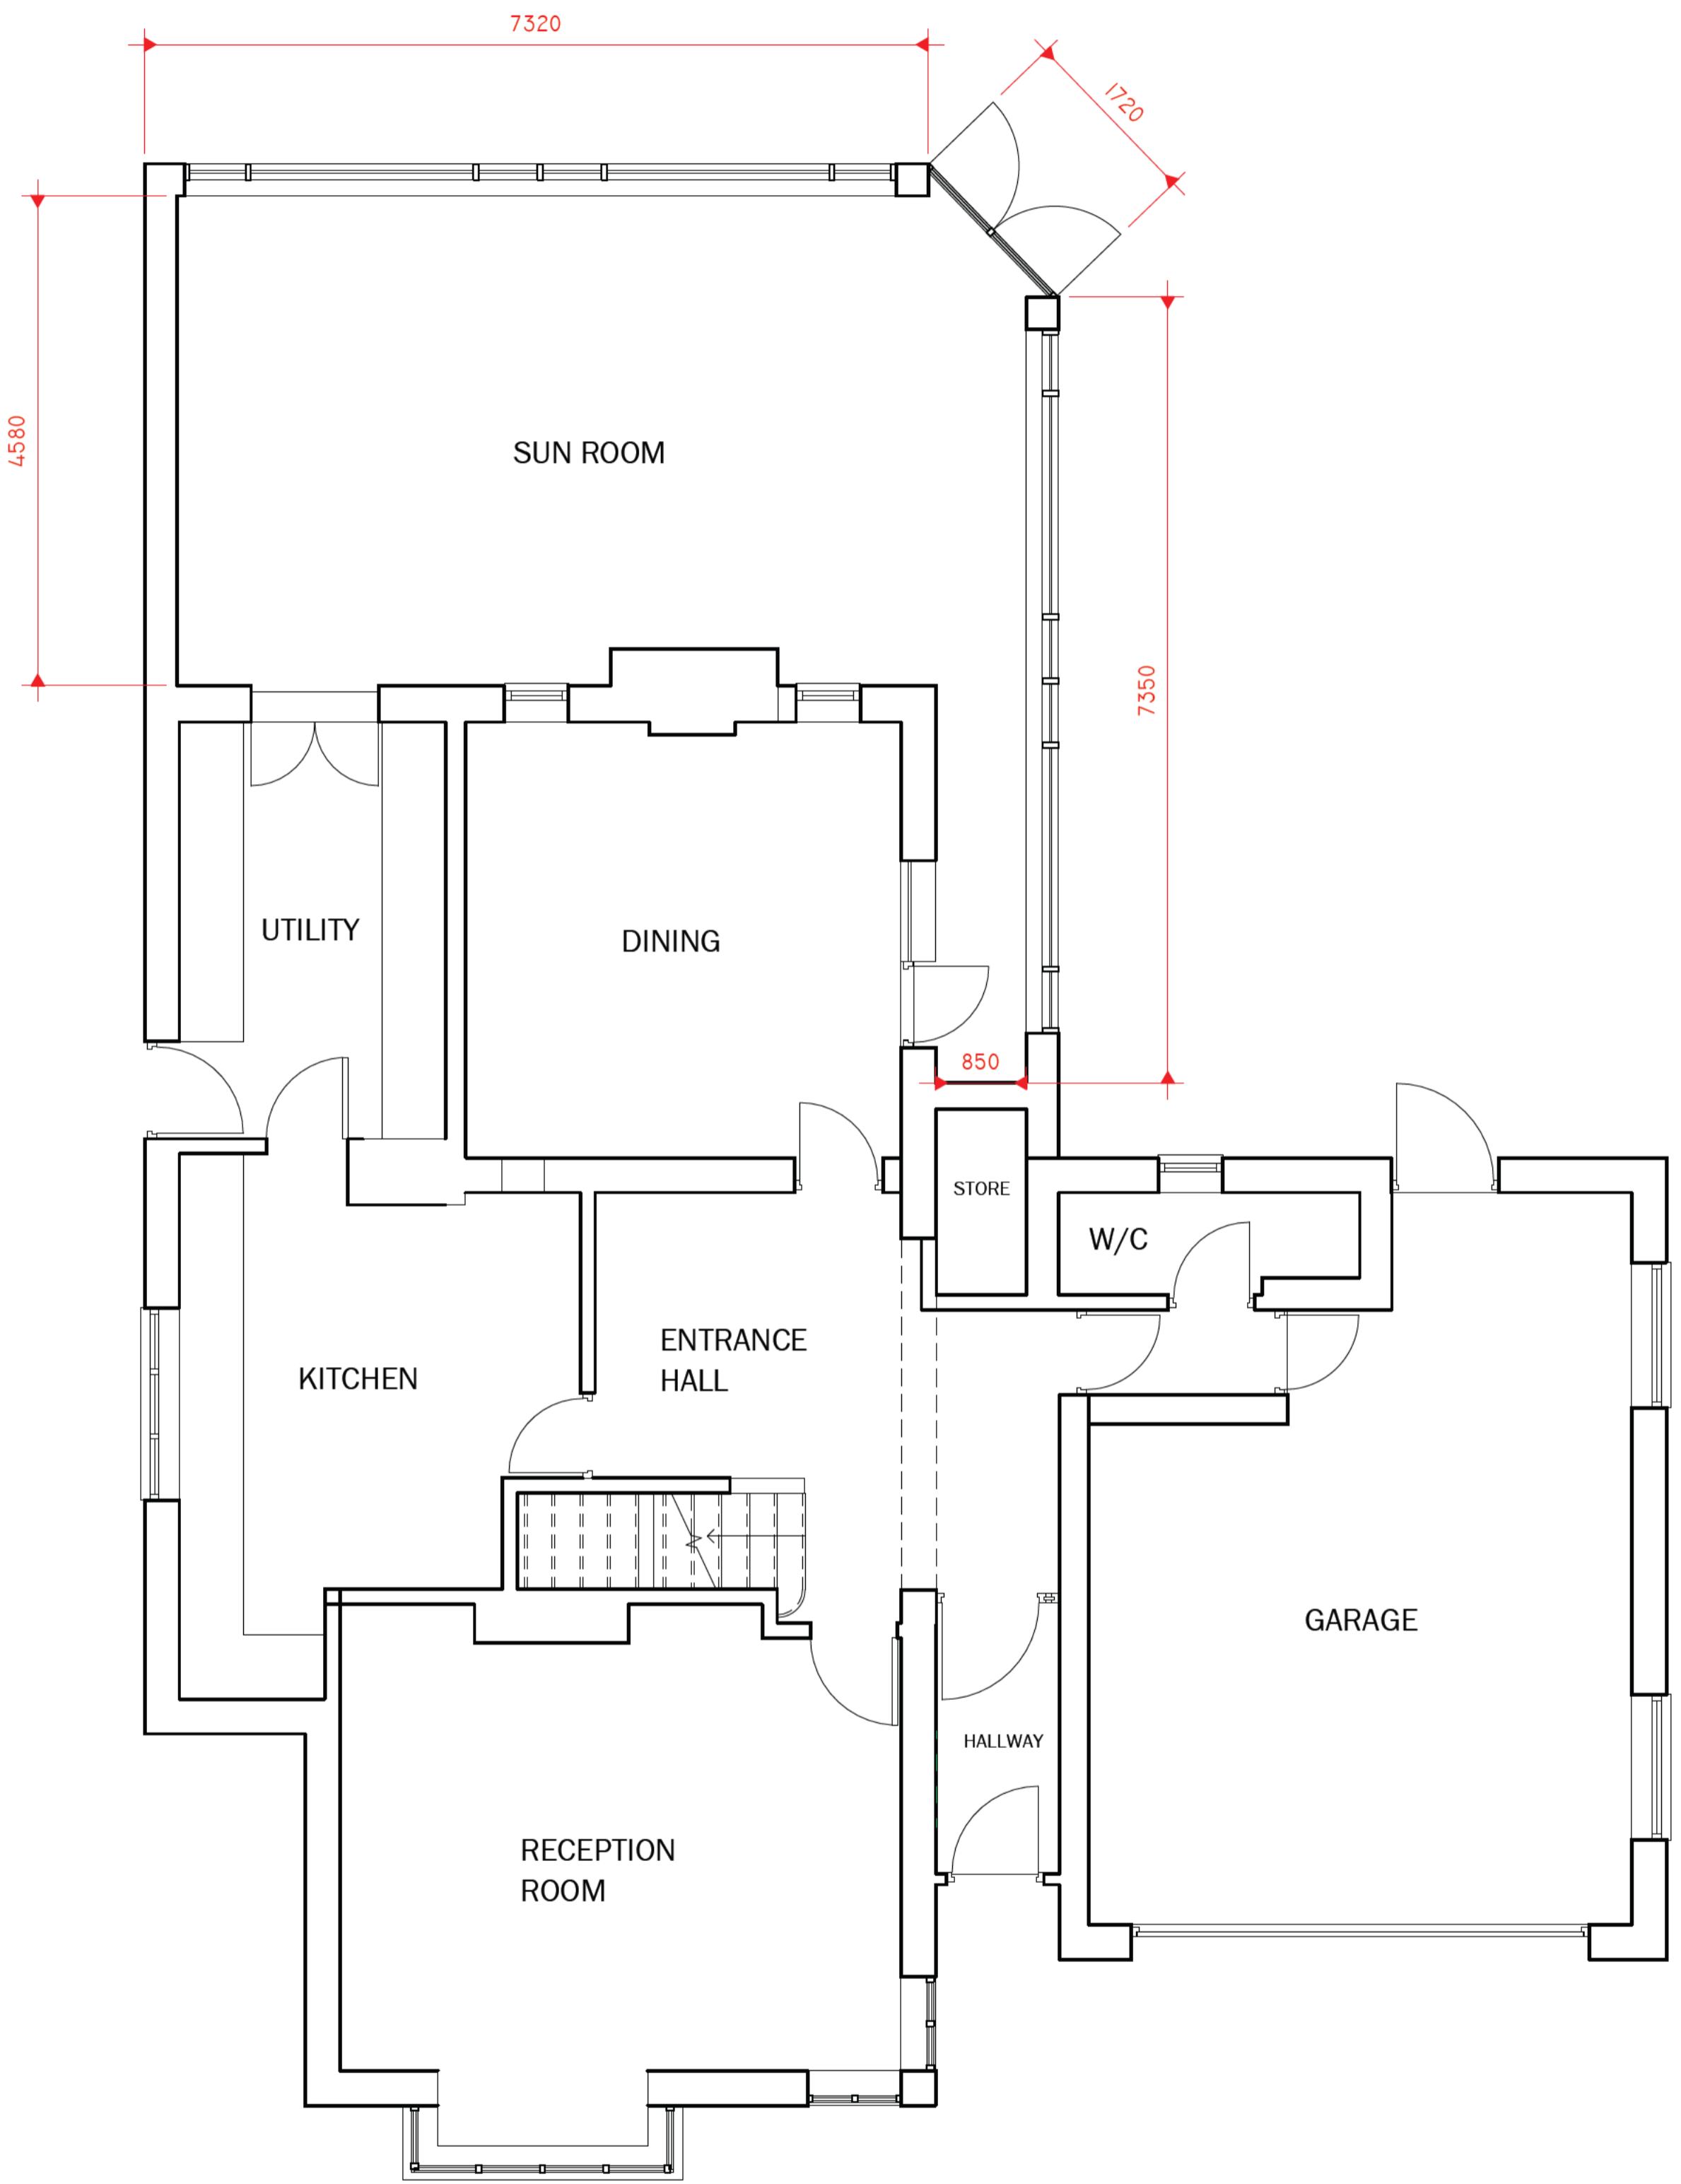 7320
1720
4580
SUN ROOM
7350
UTILITY
DINING
850
STORE
W/C
ENTRANCE
HALL
KITCHEN
GARAGE
HALLWAY
RECEPTION
ROOM